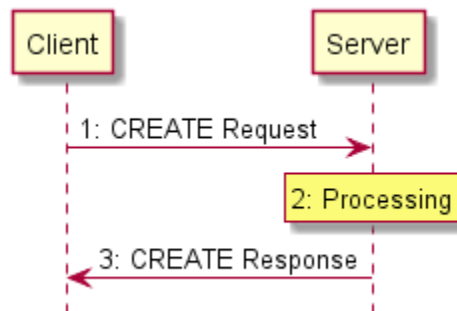 Client
Server
1: CREATE Request
2: Processing
3: CREATE Response